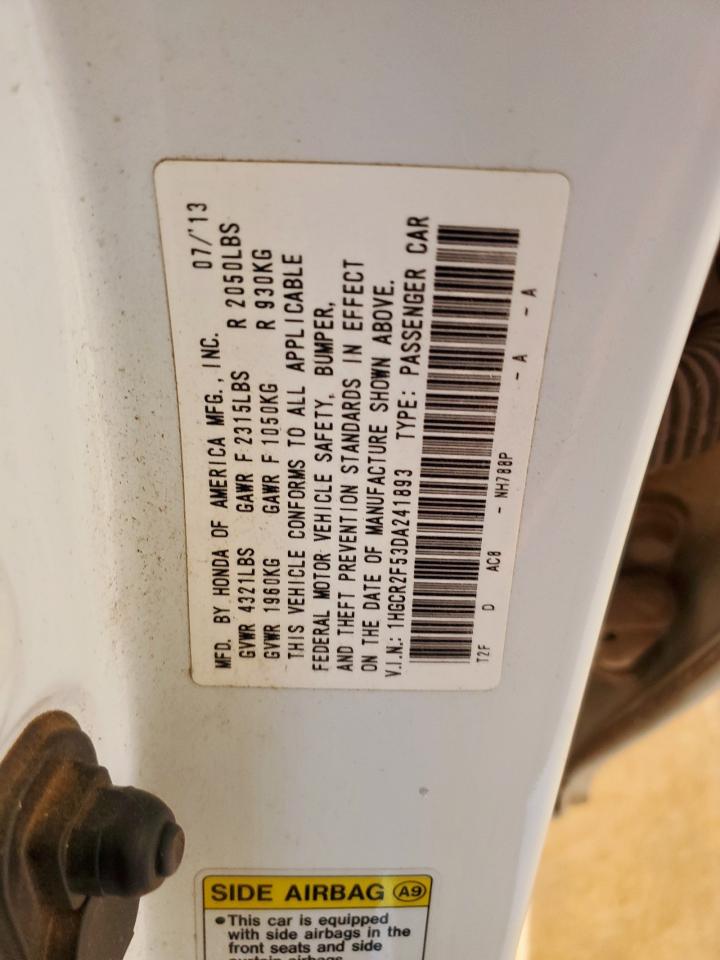 MFD. BY HONDA OF AMERICA MFG., INC. 07/'13
GVWR 4321LBS GAWR F 2315LBS R 2050LBS
GVWR 1960KG GAWR F 1050KG R 930KG
THIS VEHICLE CONFORMS TO ALL APPLICABLE
FEDERAL MOTOR VEHICLE SAFETY, BUMPER,
AND THEFT PREVENTION STANDARDS IN EFFECT
ON THE DATE OF MANUFACTURE SHOWN ABOVE.
V.I.N.: 1HGCR2F53DA241893 TYPE: PASSENGER CAR
T2F D AC8 - NH788P - A - A
SIDE AIRBAG A9
• This car is equipped
with side airbags in the
front seats and side
curtain airbags